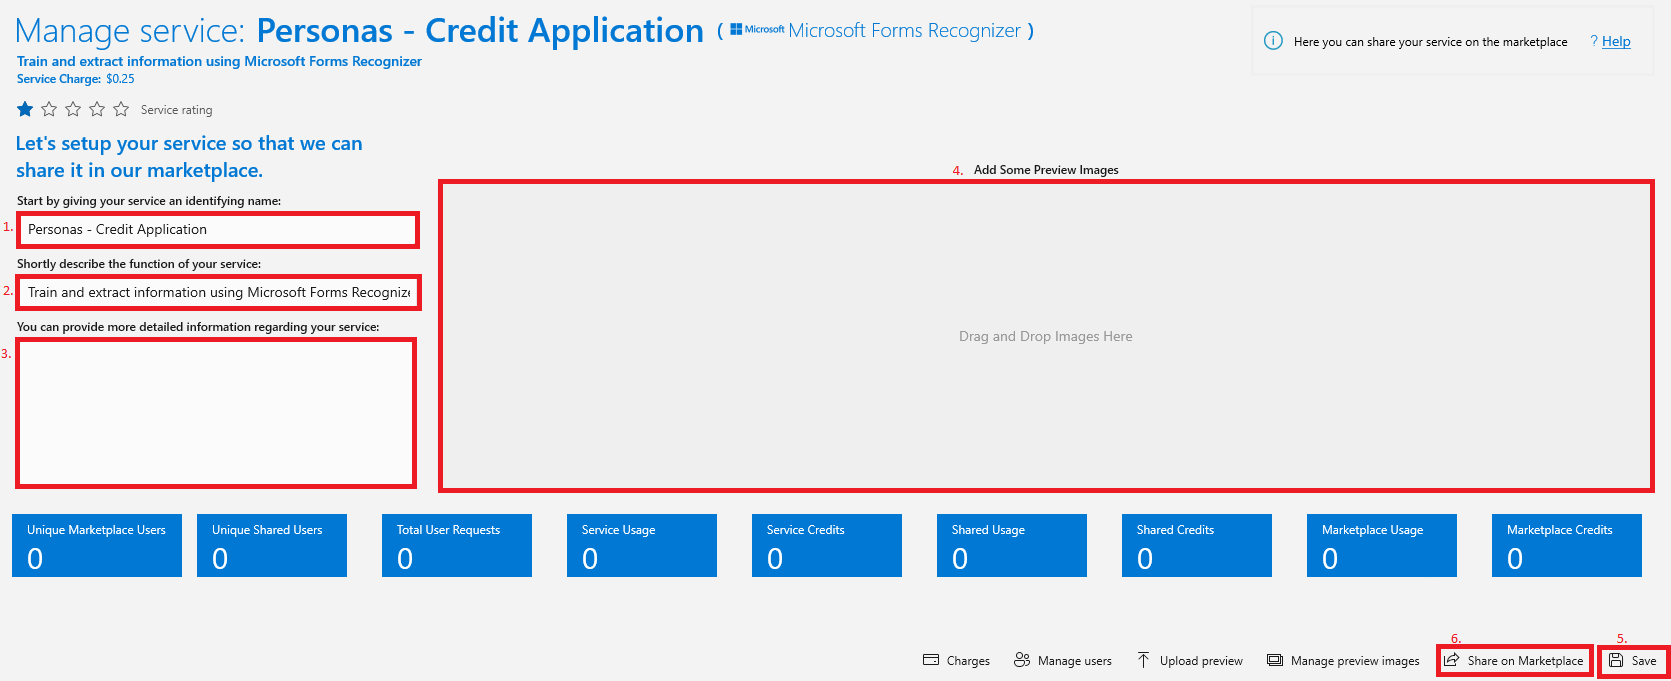 Manage service: Personas - Credit Application ( Microsoft Microsoft Forms Recognizer )
Here you can share your service on the marketplace ? Help
Train and extract information using Microsoft Forms Recognizer
Service Charge: $0.25
Service rating
Let's setup your service so that we can
share it in our marketplace.
4. Add Some Preview Images
Start by giving your service an identifying name:
1. Personas - Credit Application
Shortly describe the function of your service:
2. Train and extract information using Microsoft Forms Recognize
You can provide more detailed information regarding your service:
3.
Drag and Drop Images Here
Unique Marketplace Users
0
Unique Shared Users
0
Total User Requests
0
Service Usage
0
Service Credits
0
Shared Usage
0
Shared Credits
0
Marketplace Usage
0
Marketplace Credits
0
6. 5.
Charges Manage users Upload preview Manage preview images Share on Marketplace Save